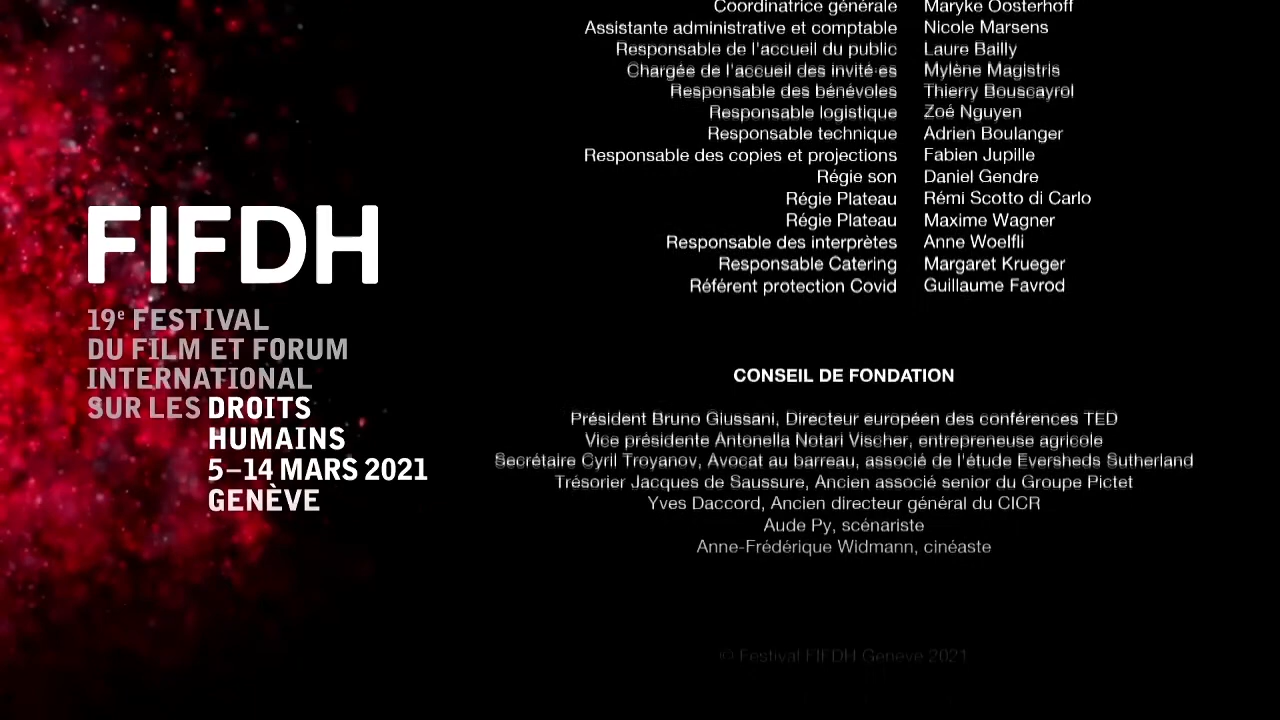 FIFDH
19e FESTIVAL
DU FILM ET FORUM
INTERNATIONAL
SUR LES DROITS
HUMAINS
5–14 MARS 2021
GENÈVE
Coordinatrice générale Maryke Oosterhoff
Assistante administrative et comptable Nicole Marsens
Responsable de l'accueil du public Laure Bailly
Chargée de l'accueil des invité·es Mylène Magistris
Responsable des bénévoles Thierry Bouscayrol
Responsable logistique Zoé Nguyen
Responsable technique Adrien Boulanger
Responsable des copies et projections Fabien Jupille
Régie son Daniel Gendre
Régie Plateau Rémi Scotto di Carlo
Régie Plateau Maxime Wagner
Responsable des interprètes Anne Woelfli
Responsable Catering Margaret Krueger
Référent protection Covid Guillaume Favrod
CONSEIL DE FONDATION
Président Bruno Giussani, Directeur européen des conférences TED
Vice présidente Antonella Notari Vischer, entrepreneuse agricole
Secrétaire Cyril Troyanov, Avocat au barreau, associé de l'étude Eversheds Sutherland
Trésorier Jacques de Saussure, Ancien associé senior du Groupe Pictet
Yves Daccord, Ancien directeur général du CICR
Aude Py, scénariste
Anne-Frédérique Widmann, cinéaste
© Festival FIFDH Genève 2021